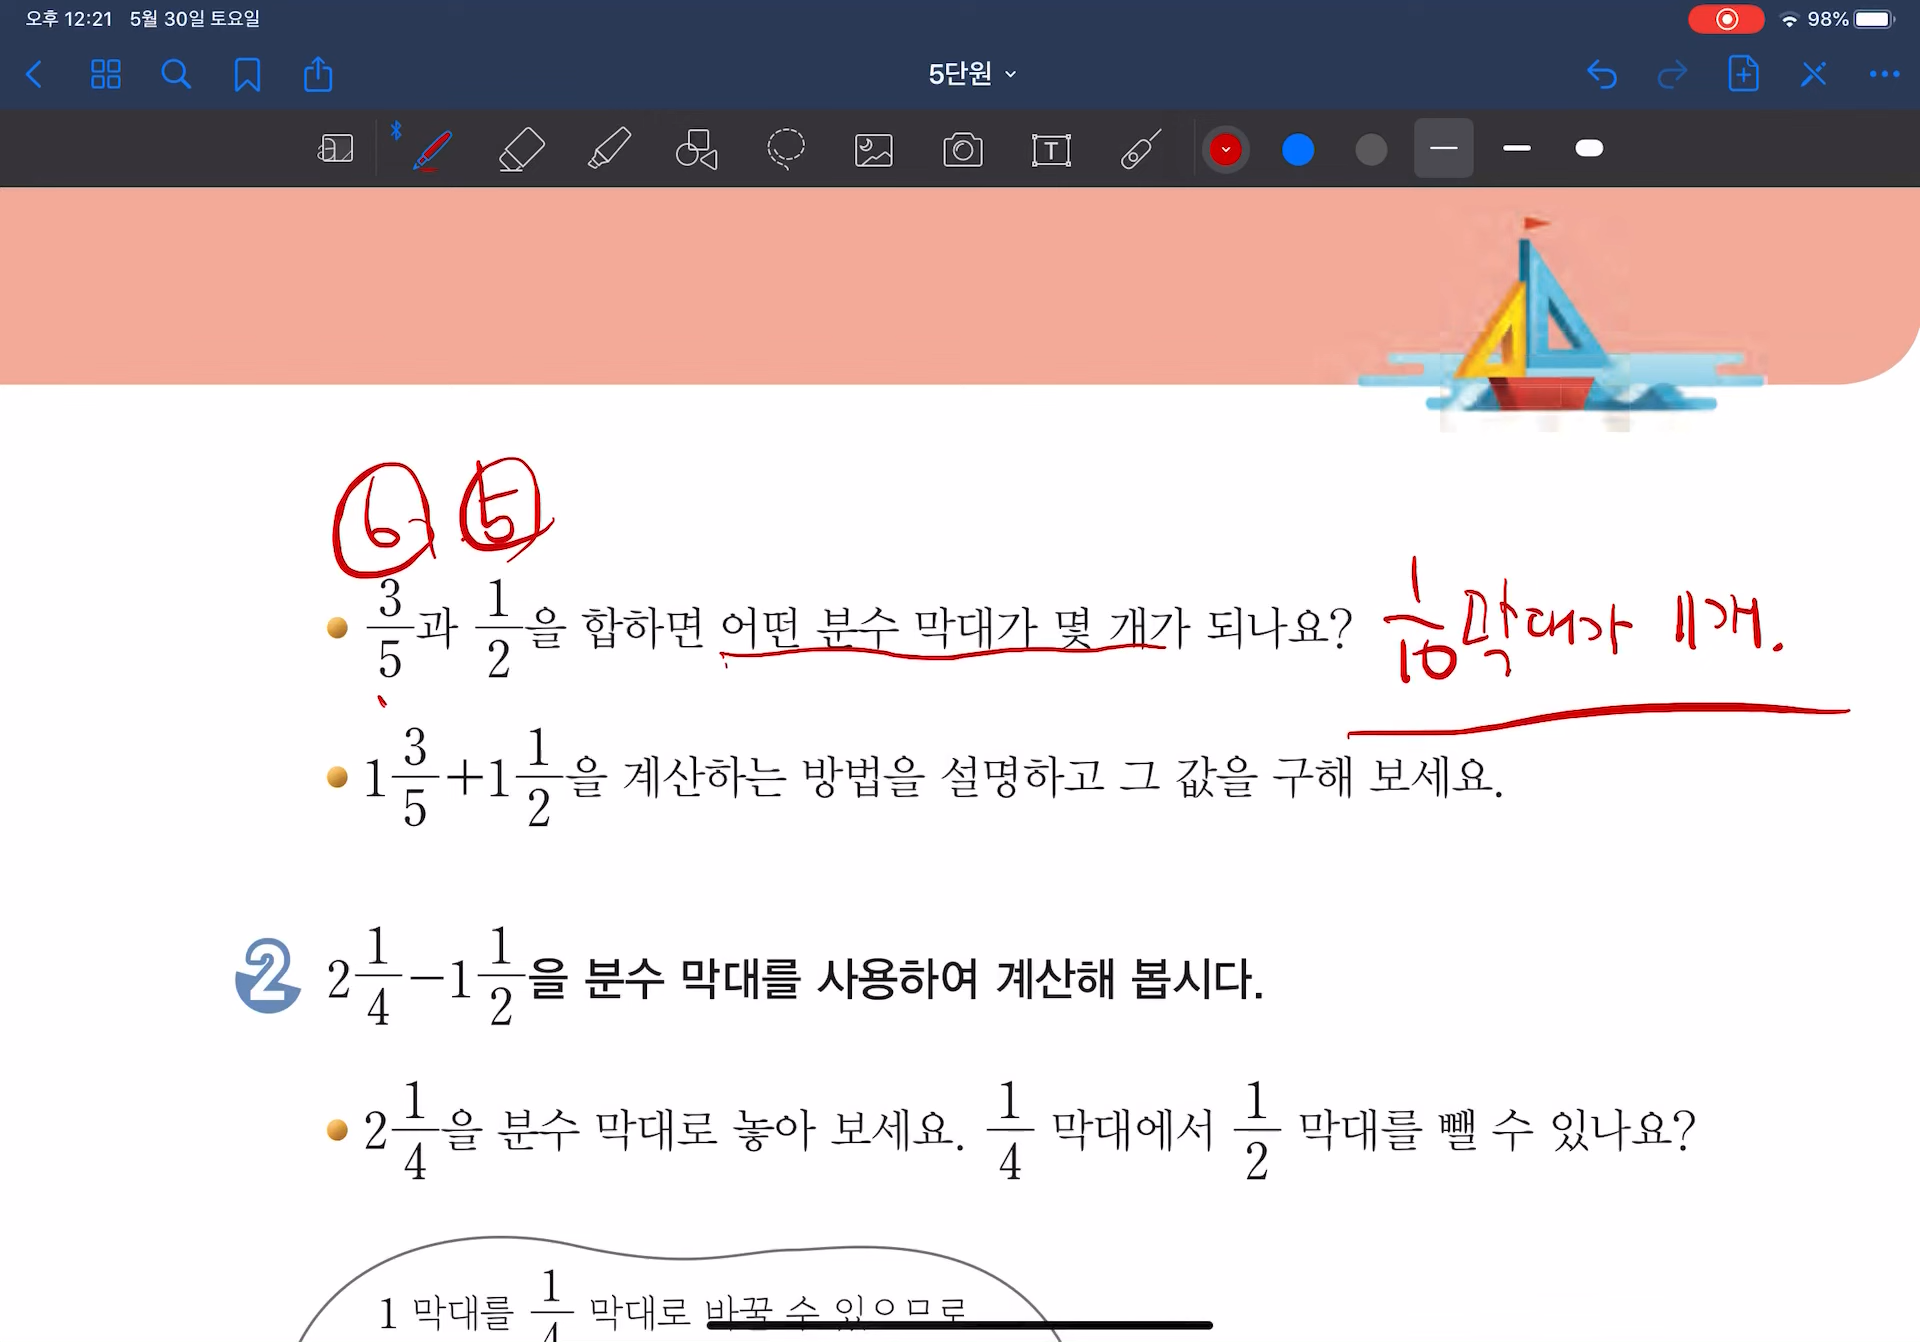 오후 12:21 5월 30일 토요일 98%
5단원
T
6 5
3/5과 1/2을 합하면 어떤 분수 막대가 몇 개가 되나요? 1/10 막대가 11개.
1 3/5+1 1/2을 계산하는 방법을 설명하고 그 값을 구해 보세요.
2 2 1/4−1 1/2을 분수 막대를 사용하여 계산해 봅시다.
2 1/4을 분수 막대로 놓아 보세요. 1/4 막대에서 1/2 막대를 뺄 수 있나요?
1 막대를 1/4 막대로 바꿀 수 있으므로